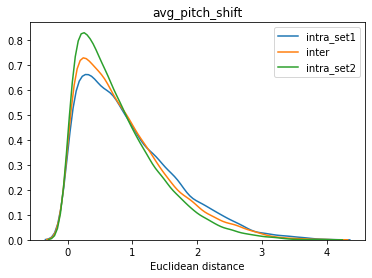 avg_pitch_shift
intra_set1
inter
intra_set2
0.8
0.7
0.6
0.5
0.4
0.3
0.2
0.1
0.0
0 1 2 3 4
Euclidean distance